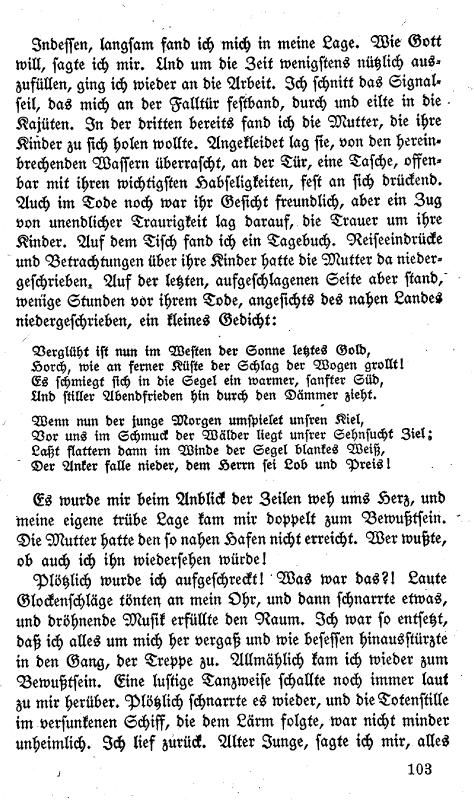 Indessen, langsam fand ich mich in meine Lage. Wie Gott
will, sagte ich mir. Und um die Zeit wenigstens nützlich aus-
zufüllen, ging ich wieder an die Arbeit. Ich schnitt das Signal-
seil, das mich an der Falltür festband, durch und eilte in die
Kajüten. In der dritten bereits fand ich die Mutter, die ihre
Kinder zu sich holen wollte. Angekleidet lag sie, von den herein-
brechenden Wassern überrascht, an der Tür, eine Tasche, offen-
bar mit ihren wichtigsten Habseligkeiten, fest an sich drückend.
Auch im Tode noch war ihr Gesicht freundlich, aber ein Zug
von unendlicher Traurigkeit lag darauf, die Trauer um ihre
Kinder. Auf dem Tisch fand ich ein Tagebuch. Reiseeindrücke
und Betrachtungen über ihre Kinder hatte die Mutter da nieder-
geschrieben. Auf der letzten, aufgeschlagenen Seite aber stand,
wenige Stunden vor ihrem Tode, angesichts des nahen Landes
niedergeschrieben, ein kleines Gedicht:
Verglüht ist nun im Westen der Sonne letztes Gold,
Horch, wie an ferner Küste der Schlag der Wogen grollt!
Es schmiegt sich in die Segel ein warmer, sanfter Süd,
Und stiller Abendfrieden hin durch den Dämmer zieht.
Wenn nun der junge Morgen umspielet unsren Kiel,
Vor uns im Schmuck der Wälder liegt unsrer Sehnsucht Ziel;
Laßt flattern dann im Winde der Segel blankes Weiß,
Der Anker falle nieder, dem Herrn sei Lob und Preis!
Es wurde mir beim Anblick der Zeilen weh ums Herz, und
meine eigene trübe Lage kam mir doppelt zum Bewußtsein.
Die Mutter hatte den so nahen Hafen nicht erreicht. Wer wußte,
ob auch ich ihn wiedersehen würde!
Plötzlich wurde ich aufgeschreckt! Was war das?! Laute
Glockenschläge tönten an mein Ohr, und dann schnarrte etwas,
und dröhnende Musik erfüllte den Raum. Ich war so entsetzt,
daß ich alles um mich her vergaß und wie besessen hinausstürzte
in den Gang, der Treppe zu. Allmählich kam ich wieder zum
Bewußtsein. Eine lustige Tanzweise schallte noch immer laut
zu mir herüber. Plötzlich schnarrte es wieder, und die Totenstille
im versunkenen Schiff, die dem Lärm folgte, war nicht minder
unheimlich. Ich lief zurück. Alter Junge, sagte ich mir, alles
103